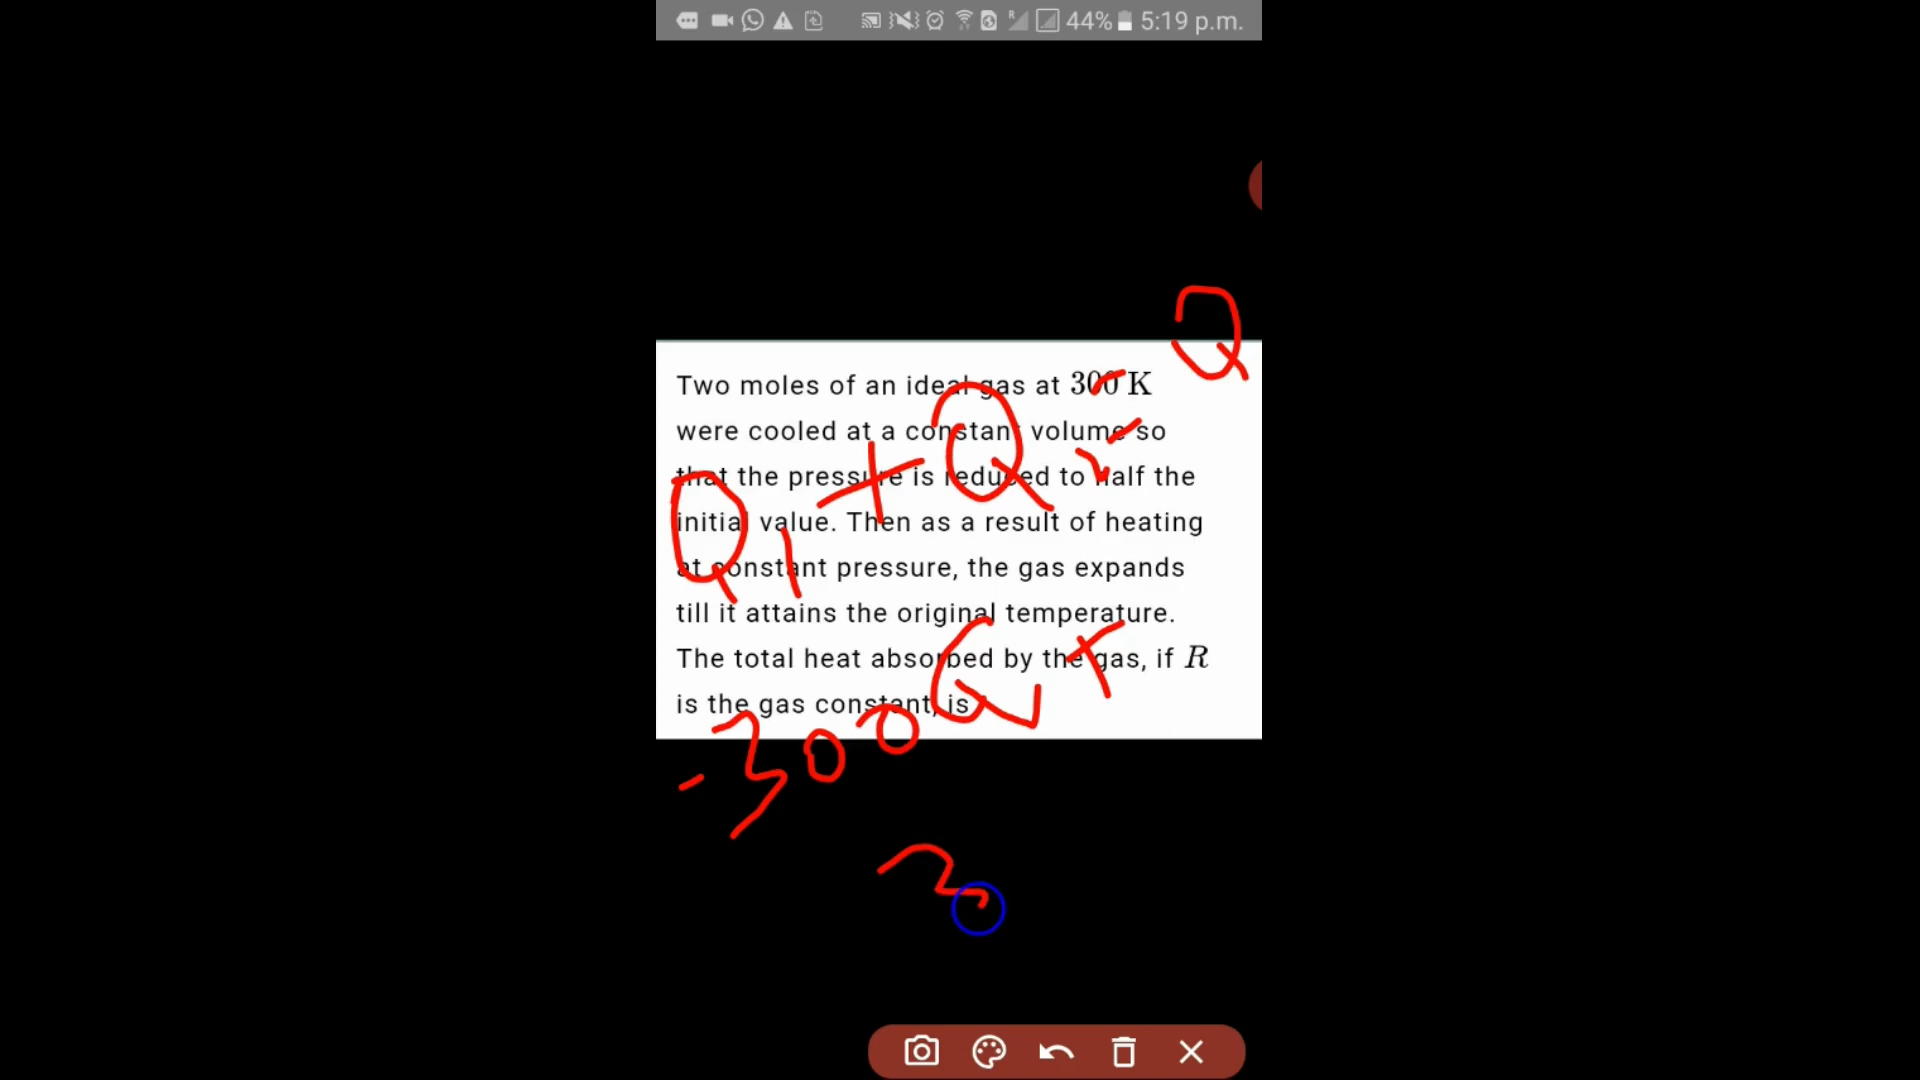 44% 5:19 p.m.
Two moles of an ideal gas at 300 K
were cooled at a constant volume so
that the pressure is reduced to half the
initial value. Then as a result of heating
at constant pressure, the gas expands
till it attains the original temperature.
The total heat absorbed by the gas, if R
is the gas constant, is
Q1 + Q2 = Q
-300Cv +
3